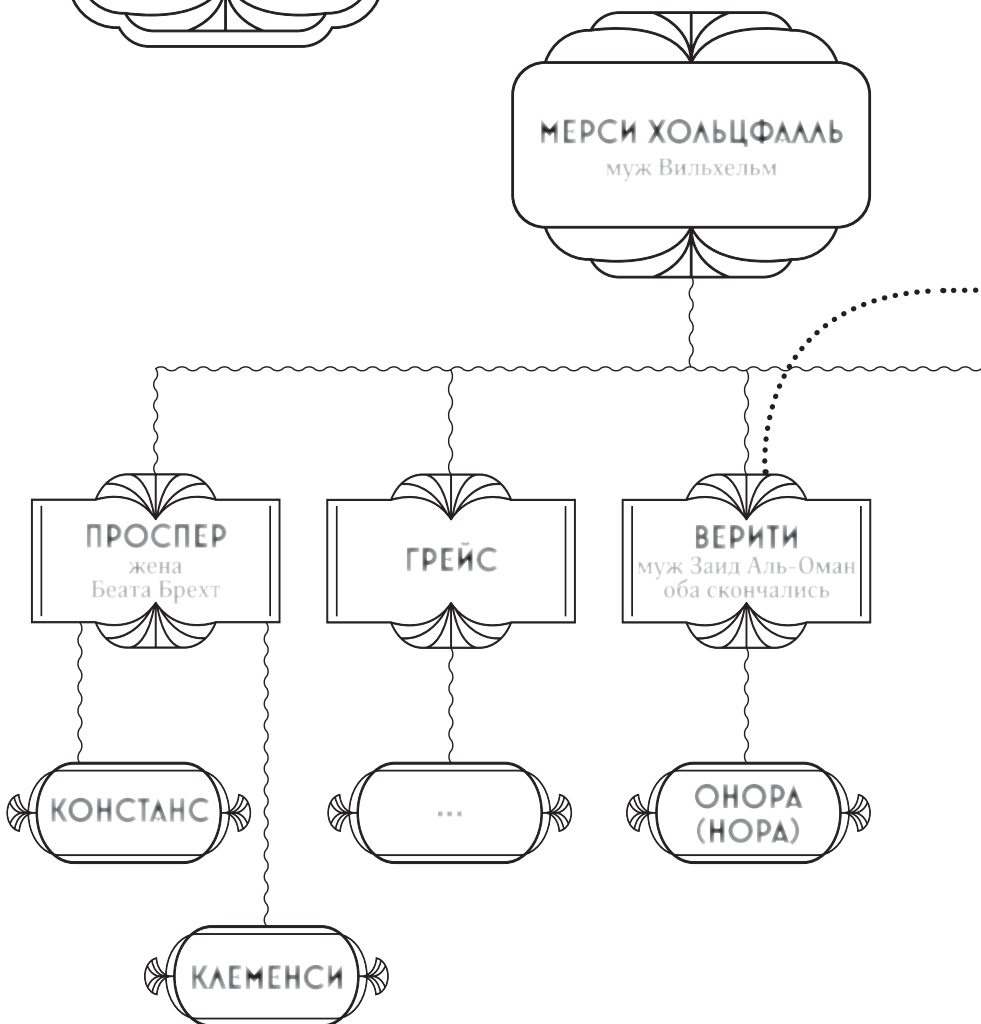 МЕРСИ ХОЛЬЦФАЛЛЬ
муж Вильхельм
ПРОСПЕР
жена
Беата Брехт
ГРЕЙС
ВЕРИТИ
муж Заид Аль-Оман
оба скончались
КОНСТАНС
...
ОНОРА
(НОРА)
КЛЕМЕНСИ